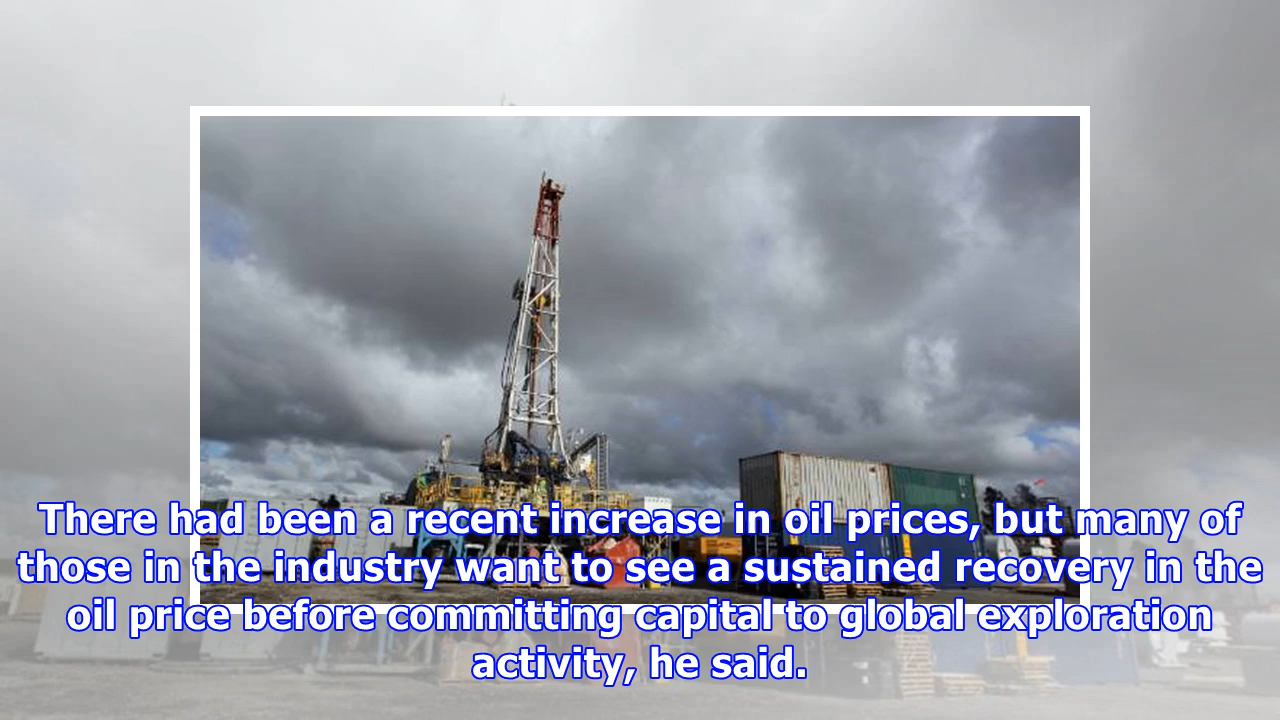 There had been a recent increase in oil prices, but many of
those in the industry want to see a sustained recovery in the
oil price before committing capital to global exploration
activity, he said.